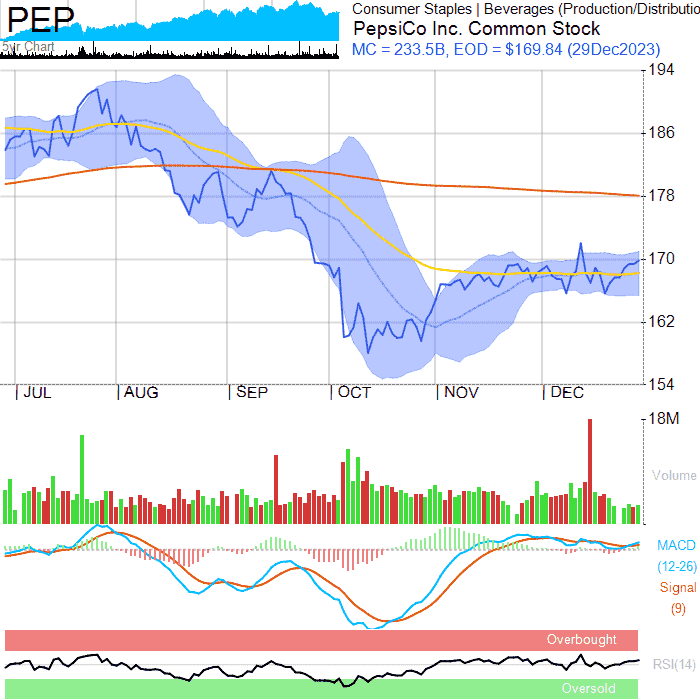 PEP
5yr Chart
Consumer Staples | Beverages (Production/Distributio
PepsiCo Inc. Common Stock
MC = 233.5B, EOD = $169.84 (29Dec2023)
194
186
178
170
162
154
| JUL | AUG | SEP | OCT | NOV | DEC
18M
Volume
MACD
(12-26)
Signal
(9)
Overbought
RSI(14)
Oversold